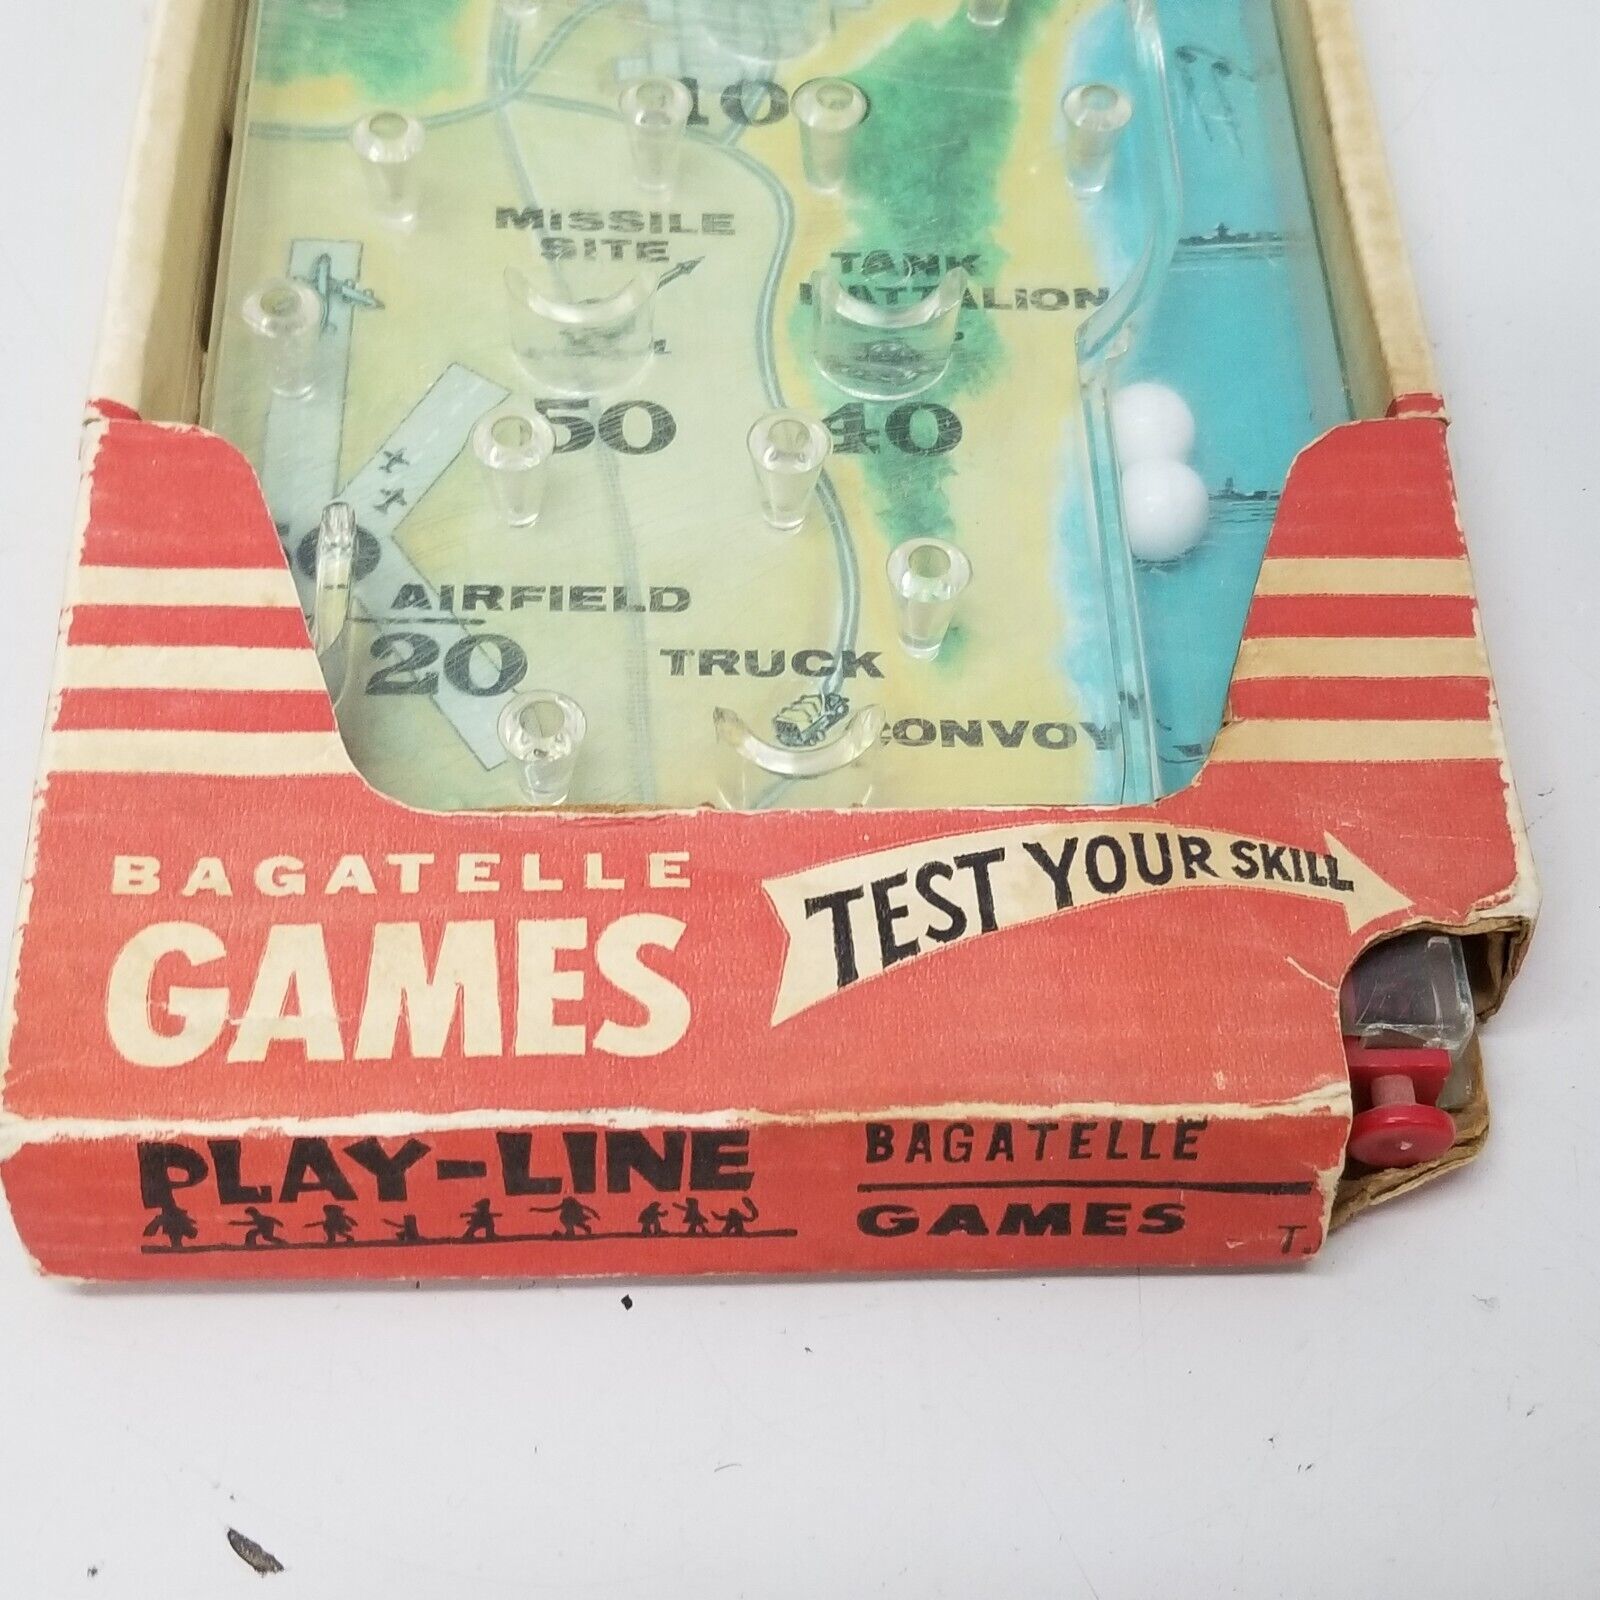 10
MISSILE
SITE
TANK
BATTALION
50
40
AIRFIELD
20
TRUCK
CONVOY
BAGATELLE
GAMES
TEST YOUR SKILL
PLAY-LINE
BAGATELLE
GAMES
T.